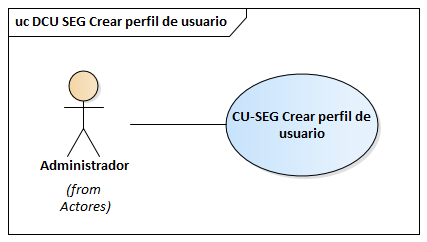 uc DCU SEG Crear perfil de usuario
CU-SEG Crear perfil de
usuario
Administrador
(from
Actores)